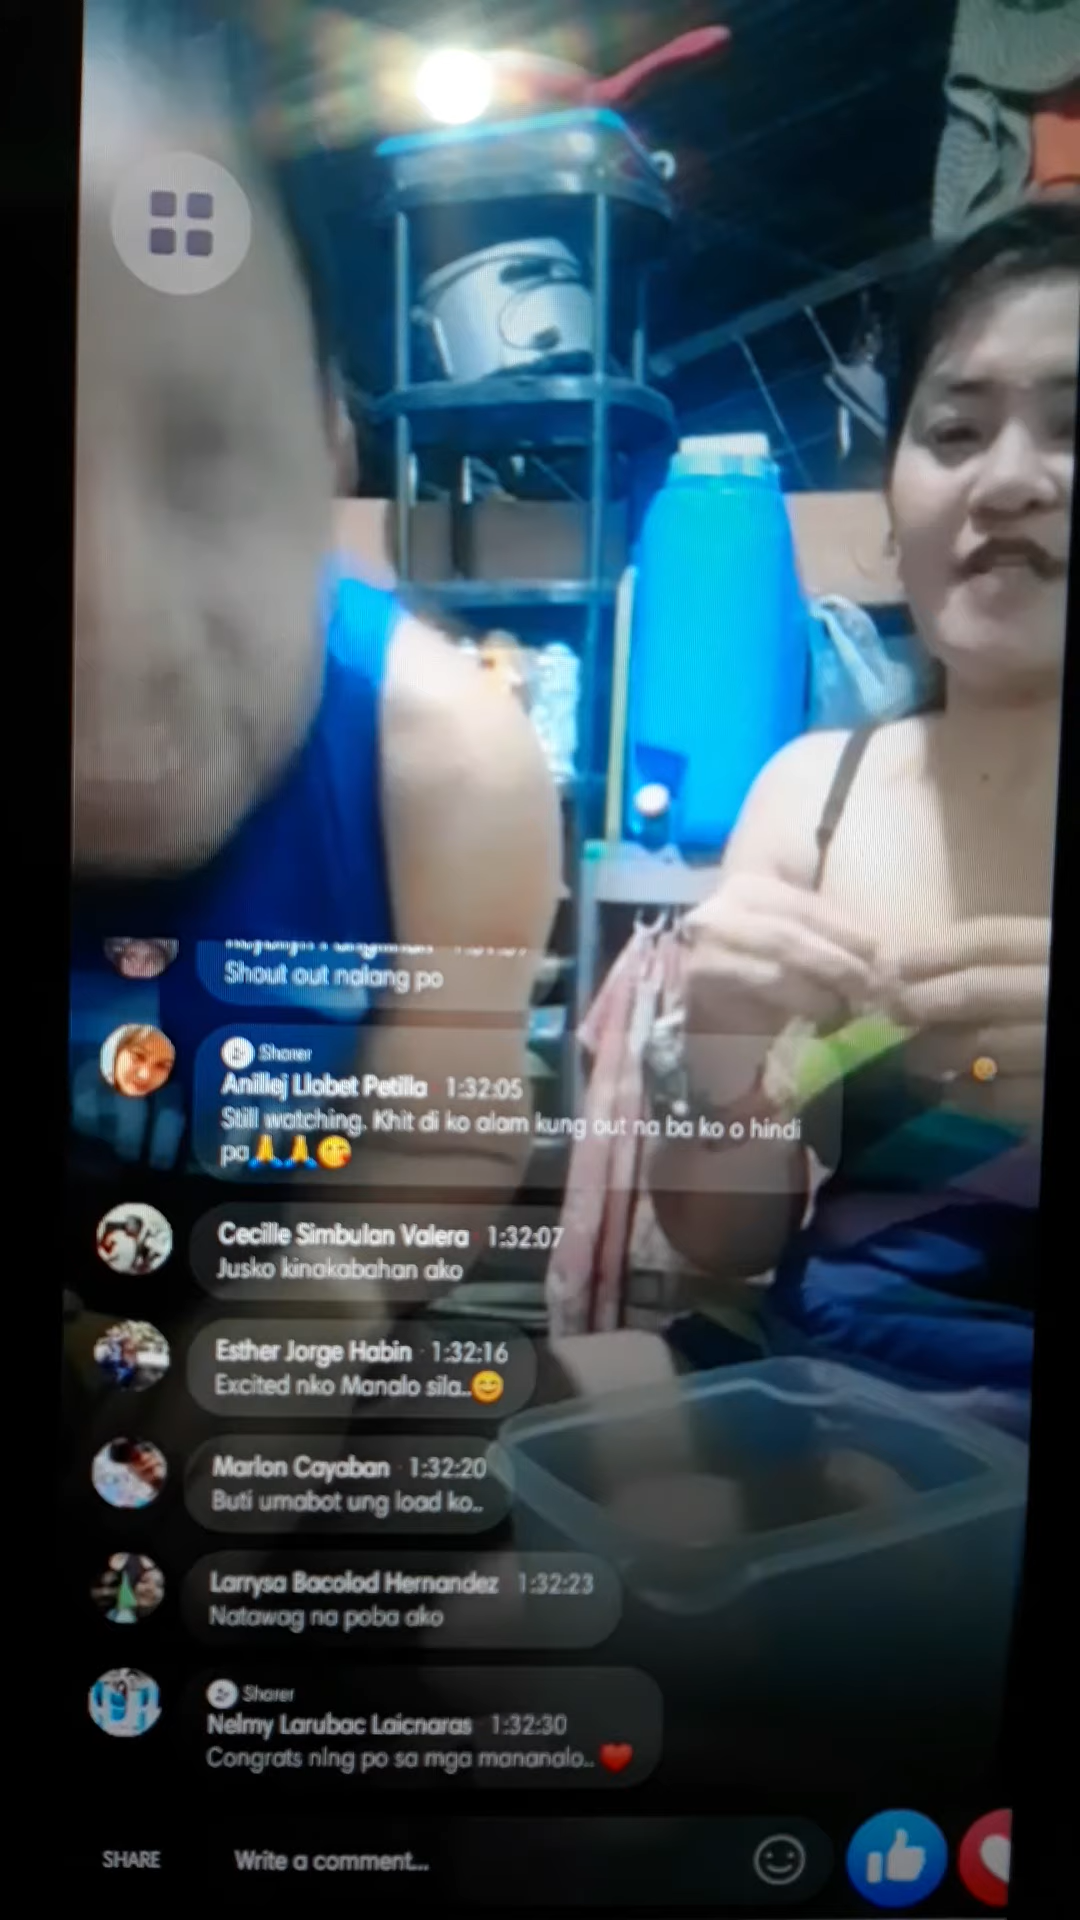 Shout out nalang po
Sharer
Anillej Llobet Petilla 1:32:05
Still watching. Khit di ko alam kung out na ba ko o hindi
pa🙏🙏😘
Cecille Simbulan Valera 1:32:07
Jusko kinakabahan ako
Esther Jorge Habin · 1:32:16
Excited nko Manalo sila..😊
Marlon Cayaban · 1:32:20
Buti umabot ung load ko..
Larrysa Bacolod Hernandez 1:32:23
Natawag na poba ako
Sharer
Nelmy Larubac Laicnaras 1:32:30
Congrats nlng po sa mga mananalo..❤️
SHARE Write a comment...